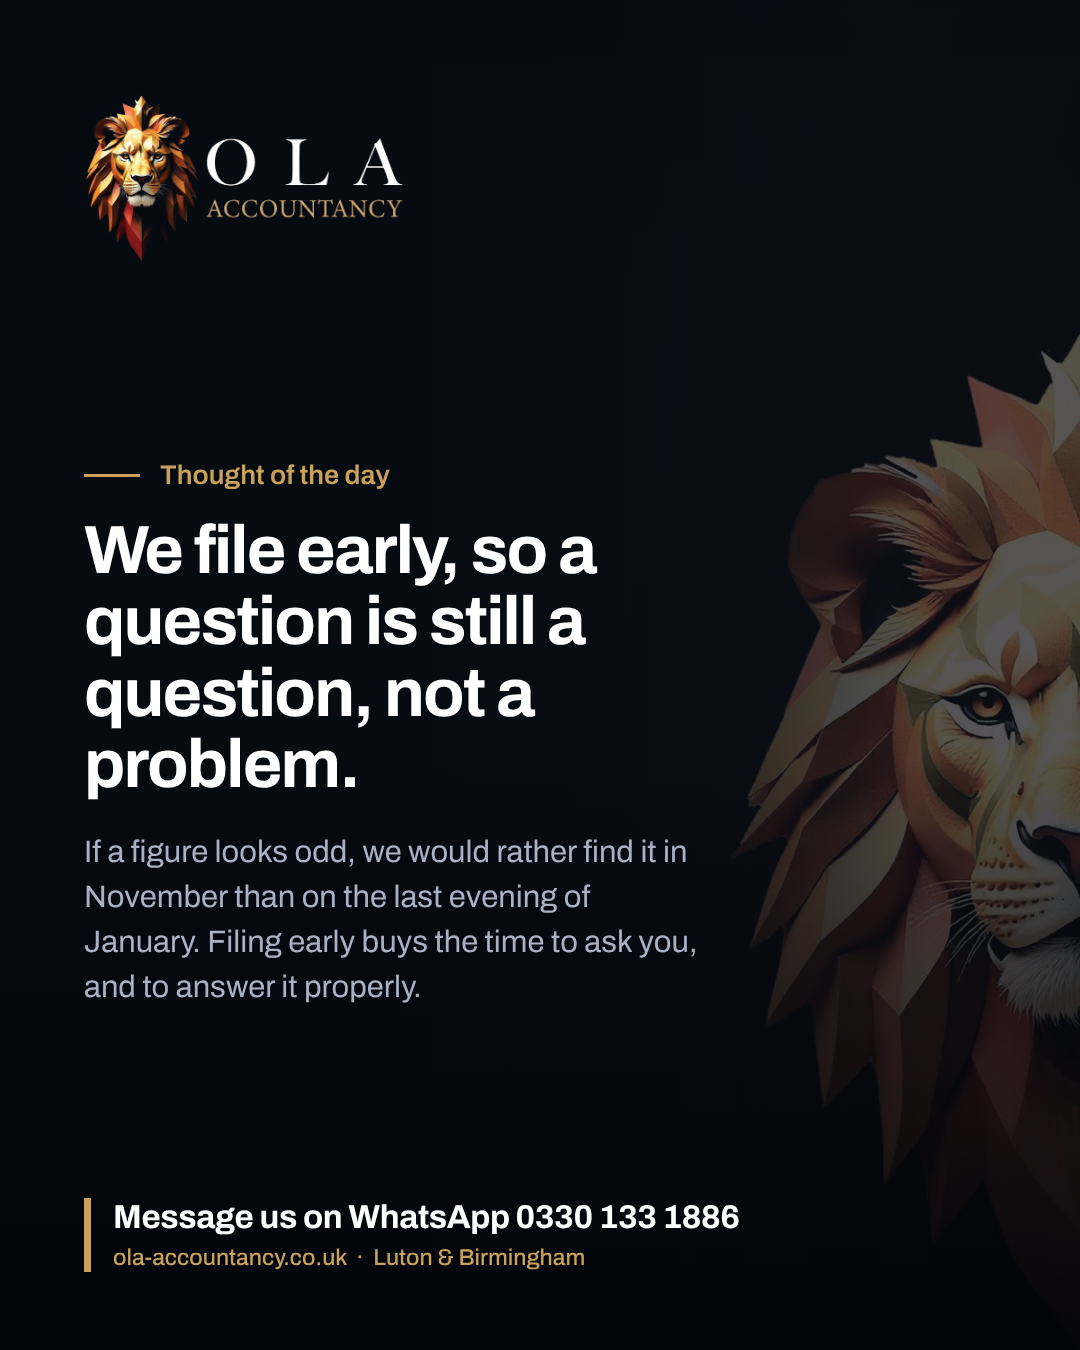 OLA
ACCOUNTANCY
Thought of the day
We file early, so a
question is still a
question, not a
problem.
If a figure looks odd, we would rather find it in
November than on the last evening of
January. Filing early buys the time to ask you,
and to answer it properly.
Message us on WhatsApp 0330 133 1886
ola-accountancy.co.uk · Luton & Birmingham